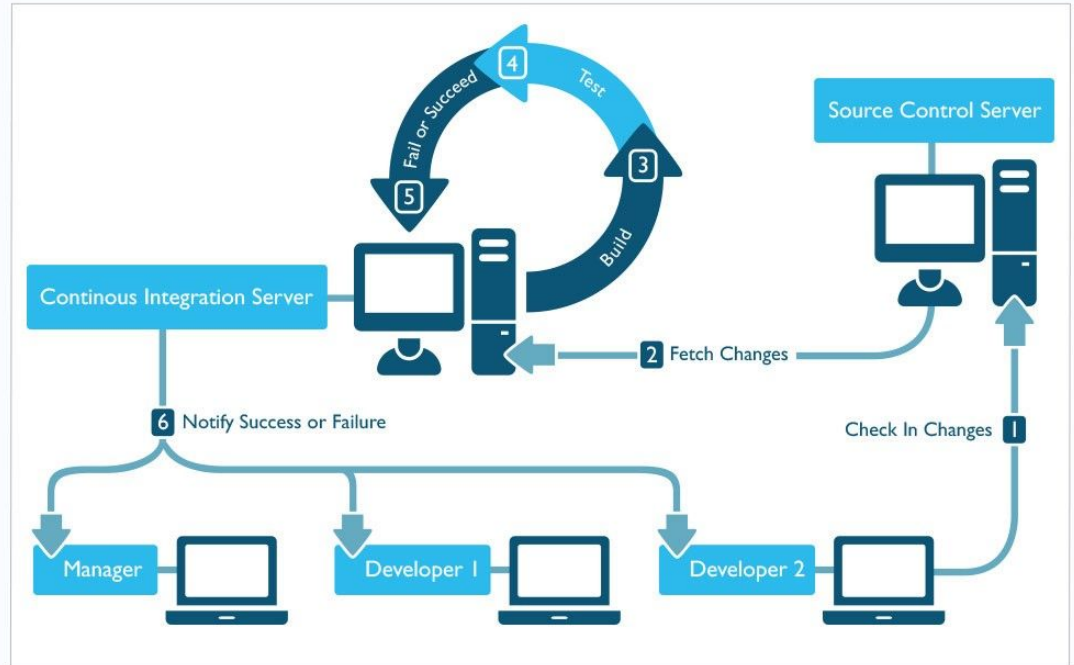 4
Test
Fail or Succeed
5
3
Build
Source Control Server
Continous Integration Server
2 Fetch Changes
6 Notify Success or Failure
Check In Changes 1
Manager
Developer 1
Developer 2